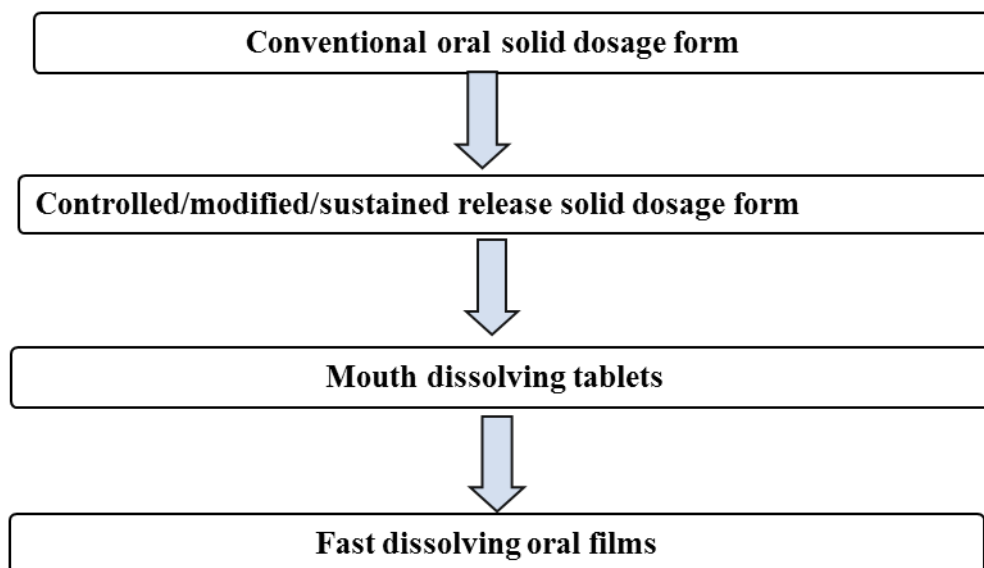 Conventional oral solid dosage form
Controlled/modified/sustained release solid dosage form
Mouth dissolving tablets
Fast dissolving oral films